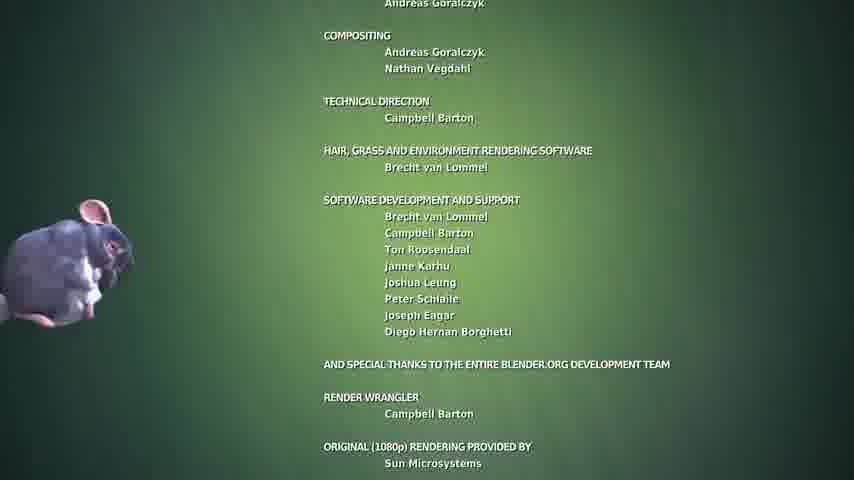 Andreas Goralczyk
COMPOSITING
Andreas Goralczyk
Nathan Vegdahl
TECHNICAL DIRECTION
Campbell Barton
HAIR, GRASS AND ENVIRONMENT RENDERING SOFTWARE
Brecht van Lommel
SOFTWARE DEVELOPMENT AND SUPPORT
Brecht van Lommel
Campbell Barton
Ton Roosendaal
Janne Karhu
Joshua Leung
Peter Schlaile
Joseph Eagar
Diego Hernan Borghetti
AND SPECIAL THANKS TO THE ENTIRE BLENDER.ORG DEVELOPMENT TEAM
RENDER WRANGLER
Campbell Barton
ORIGINAL (1080p) RENDERING PROVIDED BY
Sun Microsystems